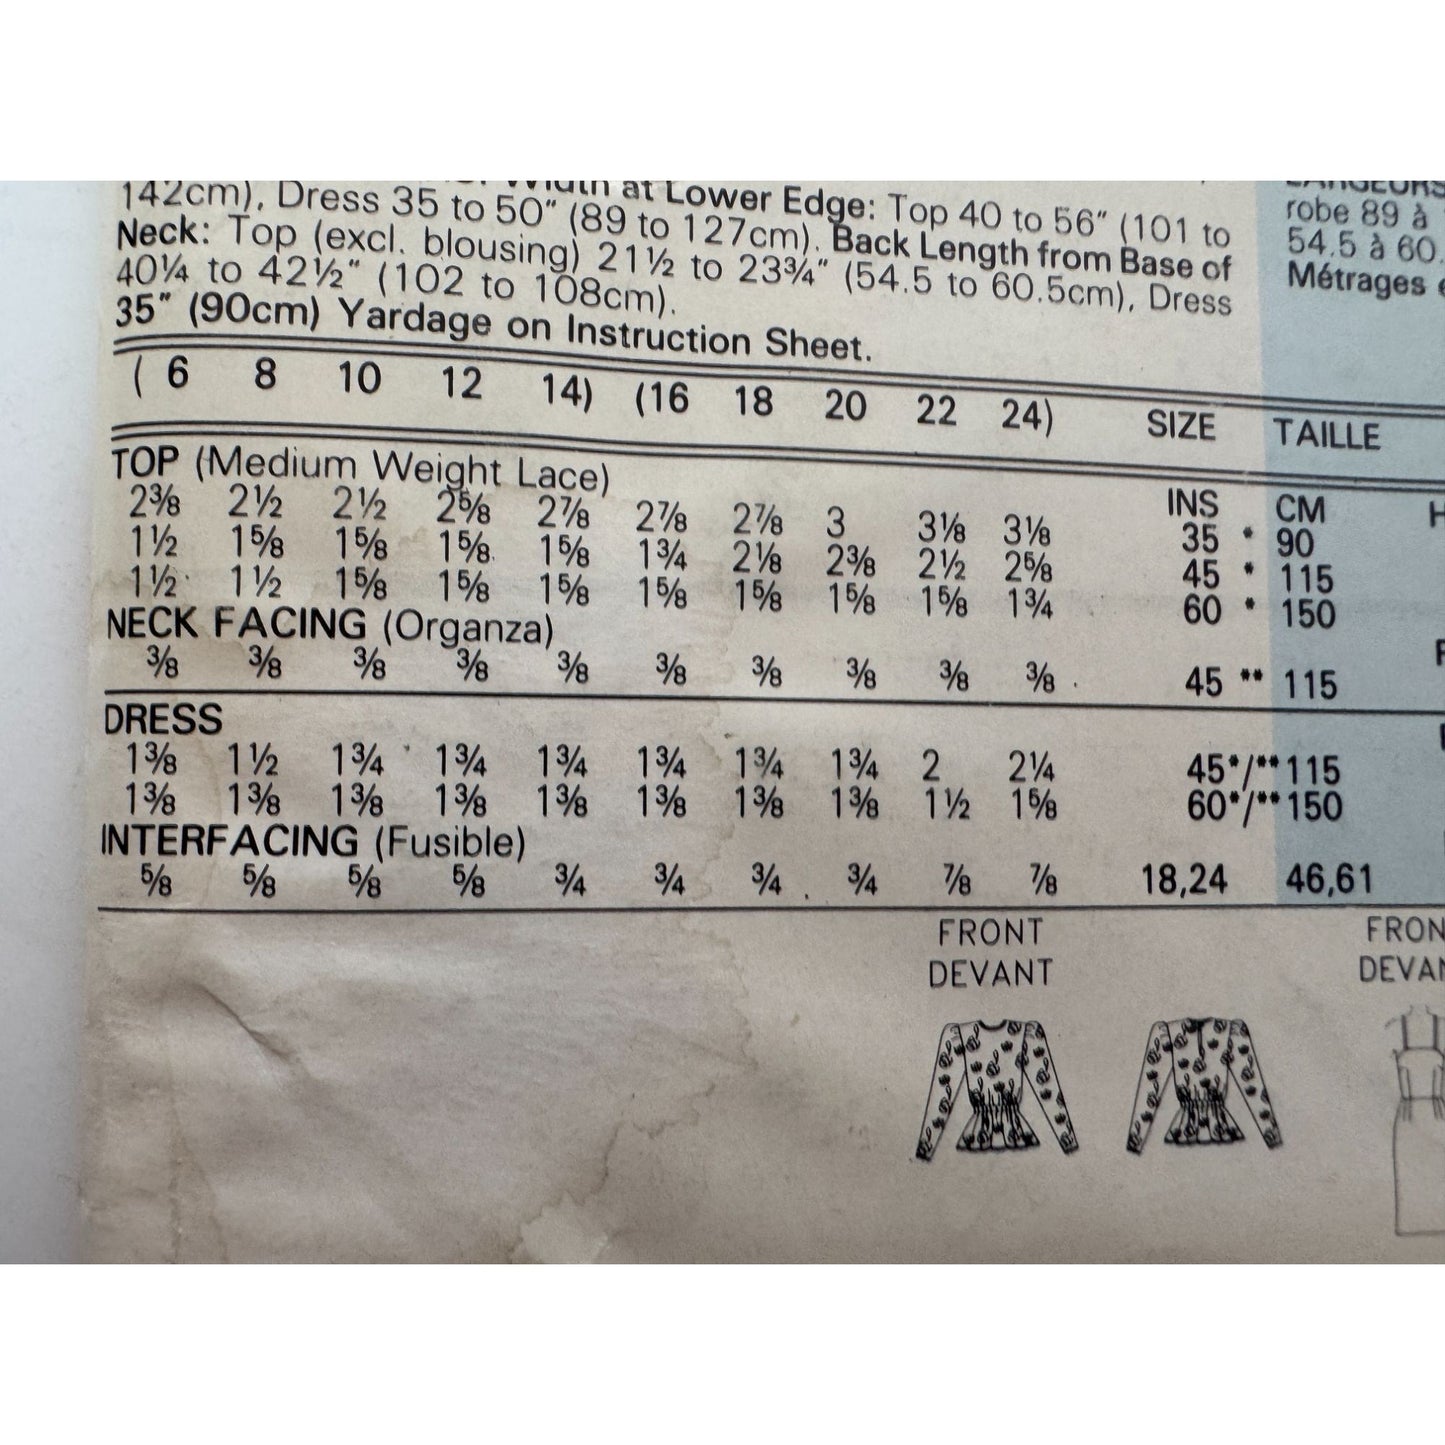 Width at Lower Edge: Top 40 to 56" (101 to
142cm), Dress 35 to 50" (89 to 127cm). Back Length from Base of
Neck: Top (excl. blousing) 21½ to 23¾" (54.5 to 60.5cm), Dress
40¼ to 42½" (102 to 108cm).
35" (90cm) Yardage on Instruction Sheet.
robe 89 à
54.5 à 60.
Métrages
( 6 8 10 12 14) (16 18 20 22 24) SIZE TAILLE
TOP (Medium Weight Lace) INS CM
2⅜ 2½ 2½ 2⅝ 2⅞ 2⅞ 2⅞ 3 3⅛ 3⅛ 35 * 90
1½ 1⅝ 1⅝ 1⅝ 1⅝ 1¾ 2⅛ 2⅜ 2½ 2⅝ 45 * 115
1½ 1½ 1⅝ 1⅝ 1⅝ 1⅝ 1⅝ 1⅝ 1⅝ 1¾ 60 * 150
NECK FACING (Organza)
⅜ ⅜ ⅜ ⅜ ⅜ ⅜ ⅜ ⅜ ⅜ ⅜ 45 ** 115
DRESS
1⅜ 1½ 1¾ 1¾ 1¾ 1¾ 1¾ 1¾ 2 2¼ 45*/** 115
1⅜ 1⅜ 1⅜ 1⅜ 1⅜ 1⅜ 1⅜ 1⅜ 1½ 1⅝ 60*/** 150
INTERFACING (Fusible)
⅝ ⅝ ⅝ ⅝ ¾ ¾ ¾ ¾ ⅞ ⅞ 18,24 46,61
FRONT
DEVANT
FRON
DEVAN